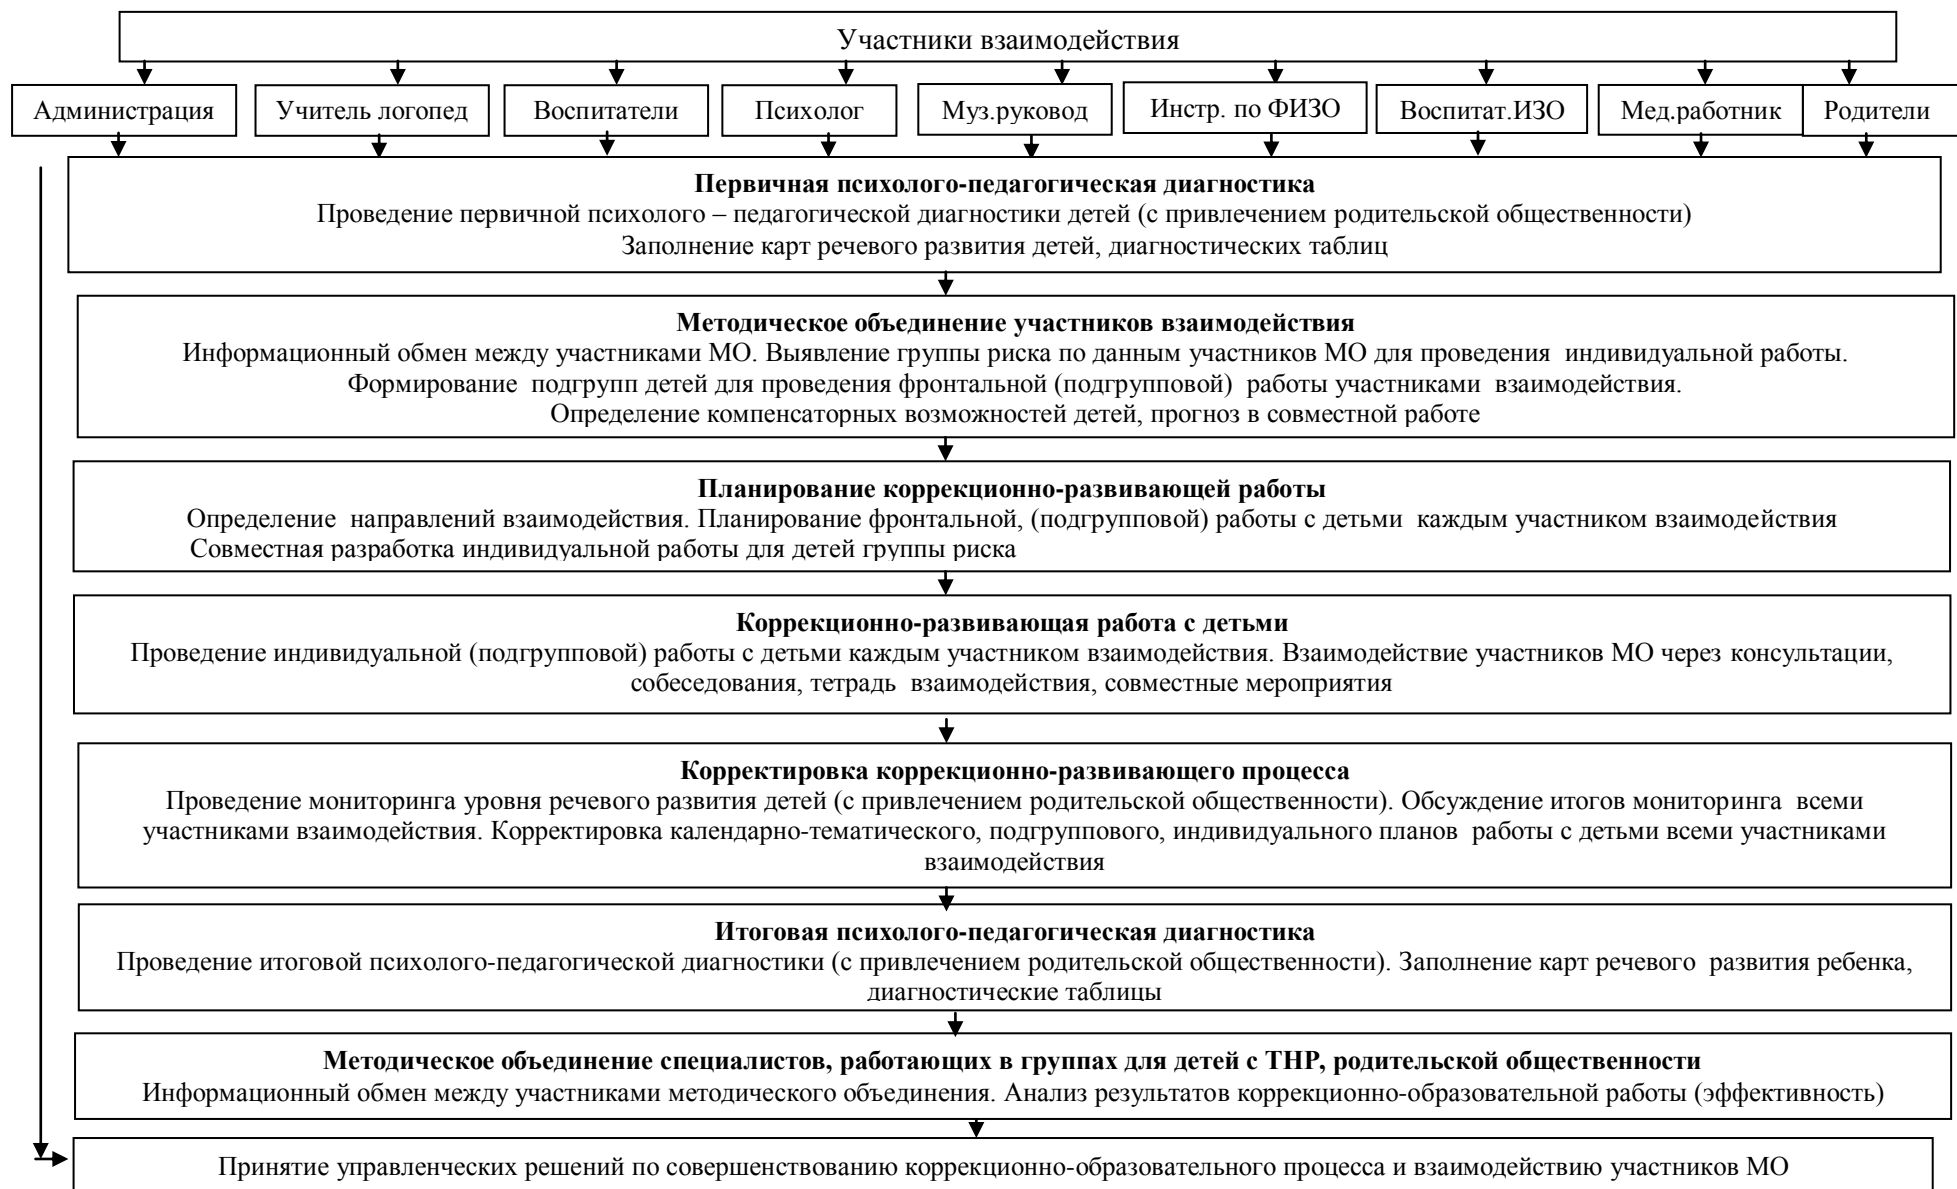 Участники взаимодействия
Администрация
Учитель логопед
Воспитатели
Психолог
Муз.руковод
Инстр. по ФИЗО
Воспитат.ИЗО
Мед.работник
Родители
Первичная психолого-педагогическая диагностика
Проведение первичной психолого – педагогической диагностики детей (с привлечением родительской общественности)
Заполнение карт речевого развития детей, диагностических таблиц
Методическое объединение участников взаимодействия
Информационный обмен между участниками МО. Выявление группы риска по данным участников МО для проведения индивидуальной работы.
Формирование подгрупп детей для проведения фронтальной (подгрупповой) работы участниками взаимодействия.
Определение компенсаторных возможностей детей, прогноз в совместной работе
Планирование коррекционно-развивающей работы
Определение направлений взаимодействия. Планирование фронтальной, (подгрупповой) работы с детьми каждым участником взаимодействия
Совместная разработка индивидуальной работы для детей группы риска
Коррекционно-развивающая работа с детьми
Проведение индивидуальной (подгрупповой) работы с детьми каждым участником взаимодействия. Взаимодействие участников МО через консультации,
собеседования, тетрадь взаимодействия, совместные мероприятия
Корректировка коррекционно-развивающего процесса
Проведение мониторинга уровня речевого развития детей (с привлечением родительской общественности). Обсуждение итогов мониторинга всеми
участниками взаимодействия. Корректировка календарно-тематического, подгруппового, индивидуального планов работы с детьми всеми участниками
взаимодействия
Итоговая психолого-педагогическая диагностика
Проведение итоговой психолого-педагогической диагностики (с привлечением родительской общественности). Заполнение карт речевого развития ребенка,
диагностические таблицы
Методическое объединение специалистов, работающих в группах для детей с ТНР, родительской общественности
Информационный обмен между участниками методического объединения. Анализ результатов коррекционно-образовательной работы (эффективность)
Принятие управленческих решений по совершенствованию коррекционно-образовательного процесса и взаимодействию участников МО